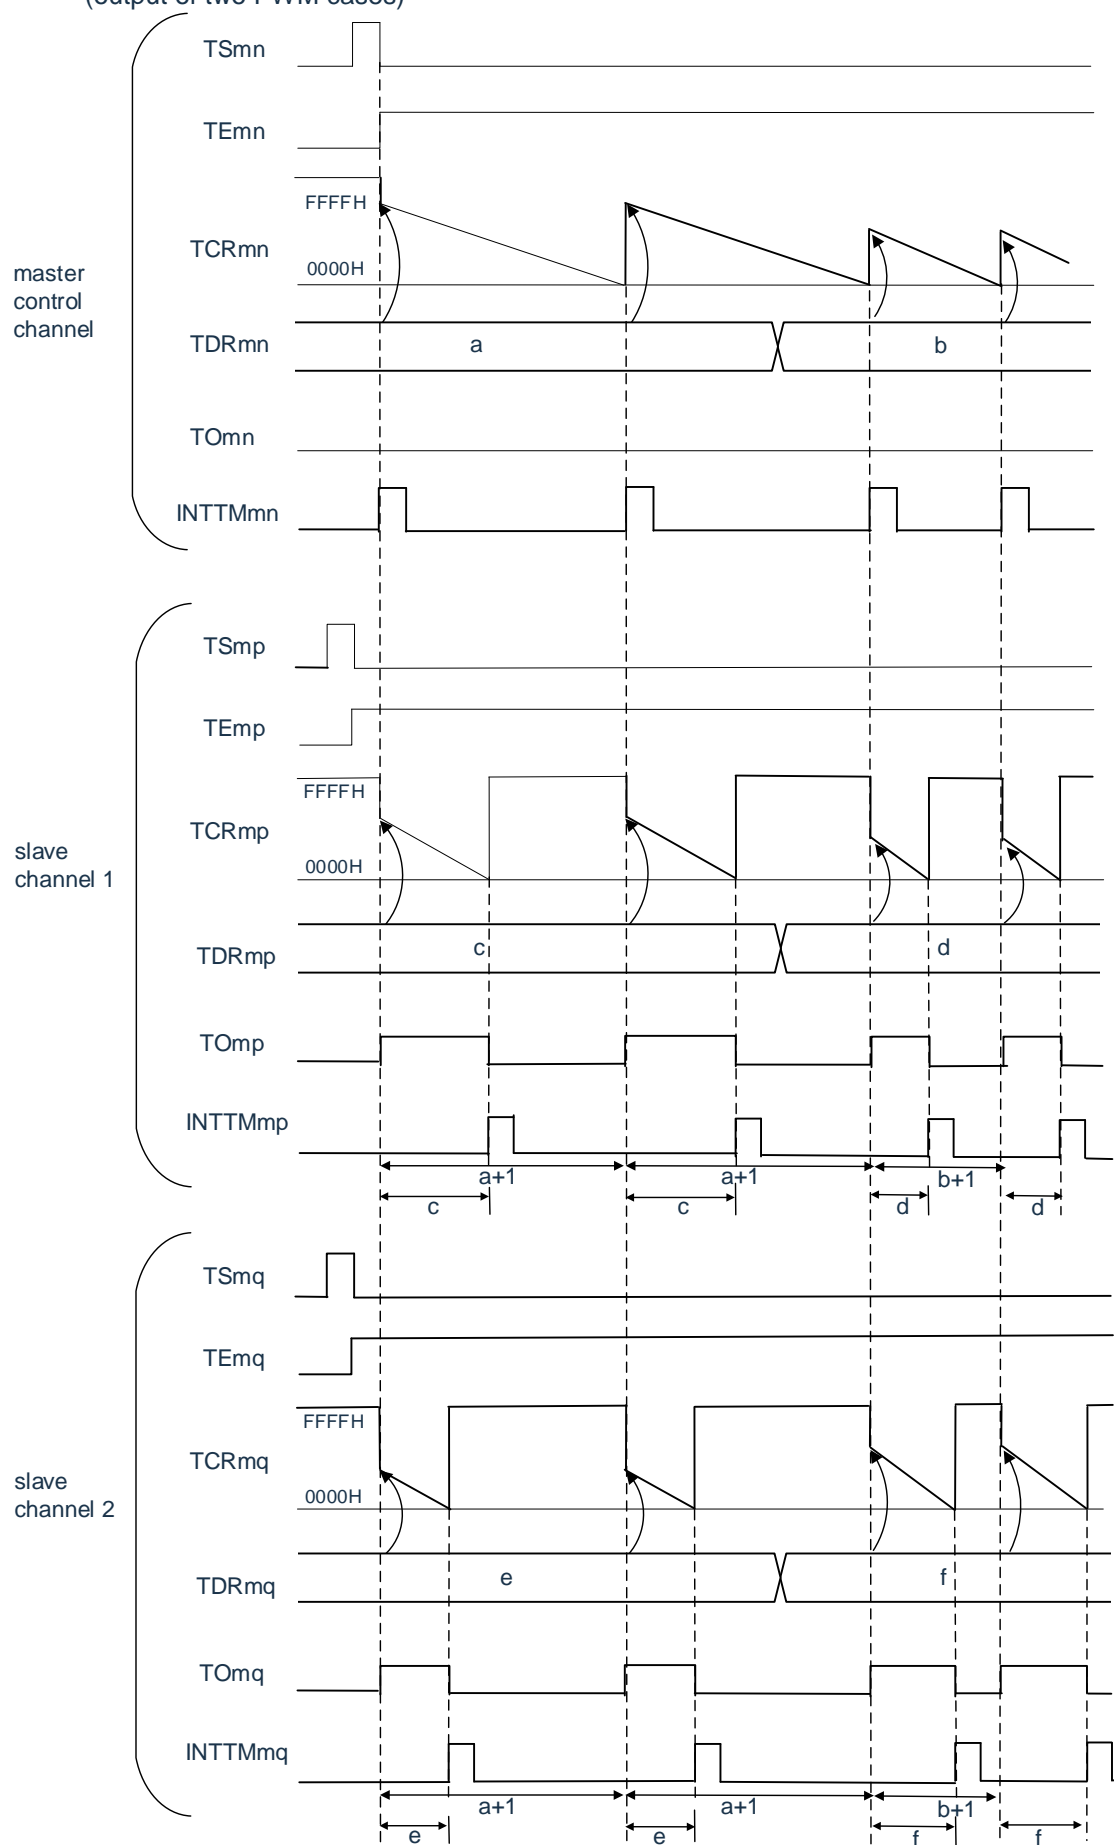 (output of two PWM cases)
TSmn
TEmn
FFFFH
TCRmn
0000H
master
control
channel
TDRmn
a
b
TOmn
INTTMmn
TSmp
TEmp
FFFFH
TCRmp
0000H
slave
channel 1
TDRmp
c
d
TOmp
INTTMmp
a+1
a+1
b+1
c
c
d
d
TSmq
TEmq
FFFFH
TCRmq
0000H
slave
channel 2
TDRmq
e
f
TOmq
INTTMmq
a+1
a+1
b+1
e
e
f
f